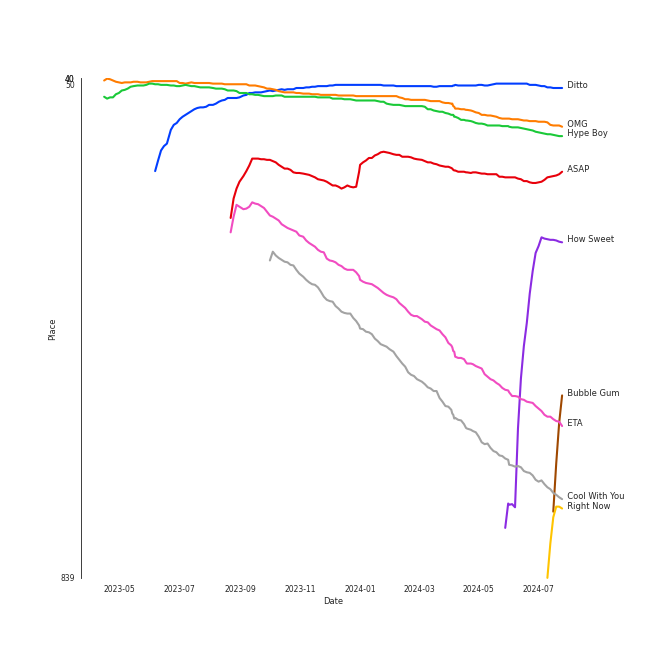 40
50
Ditto
OMG
Hype Boy
ASAP
How Sweet
Place
Bubble Gum
ETA
Cool With You
Right Now
839
2023-05 2023-07 2023-09 2023-11 2024-01 2024-03 2024-05 2024-07
Date